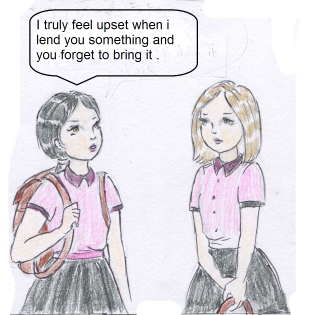 I truly feel upset when i
lend you something and
you forget to bring it .